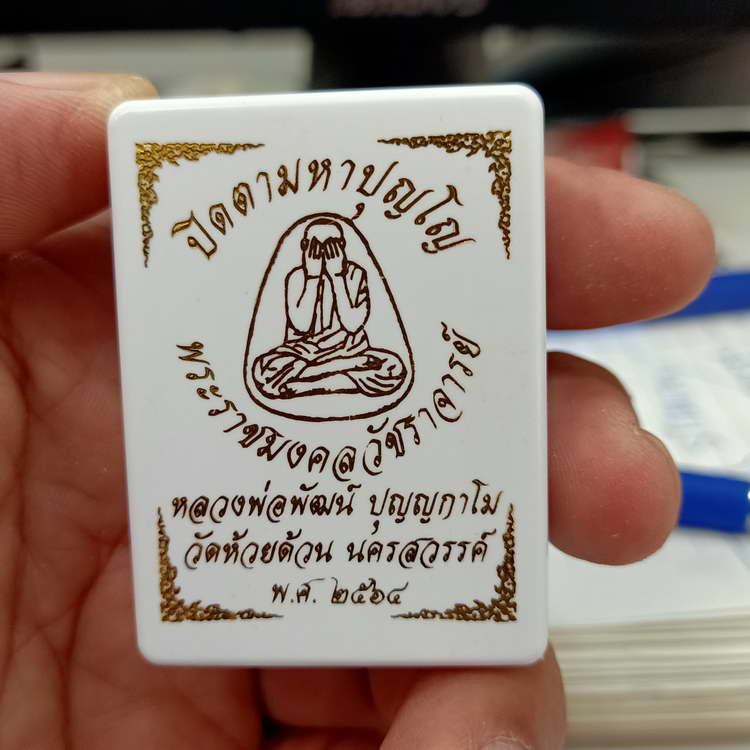 ปิดตามหาปุญโญ
พระราชมงคลวัชราจารย์
หลวงพ่อพัฒน์ ปุญญกาโม
วัดห้วยด้วน นครสวรรค์
พ.ศ. ๒๕๖๔